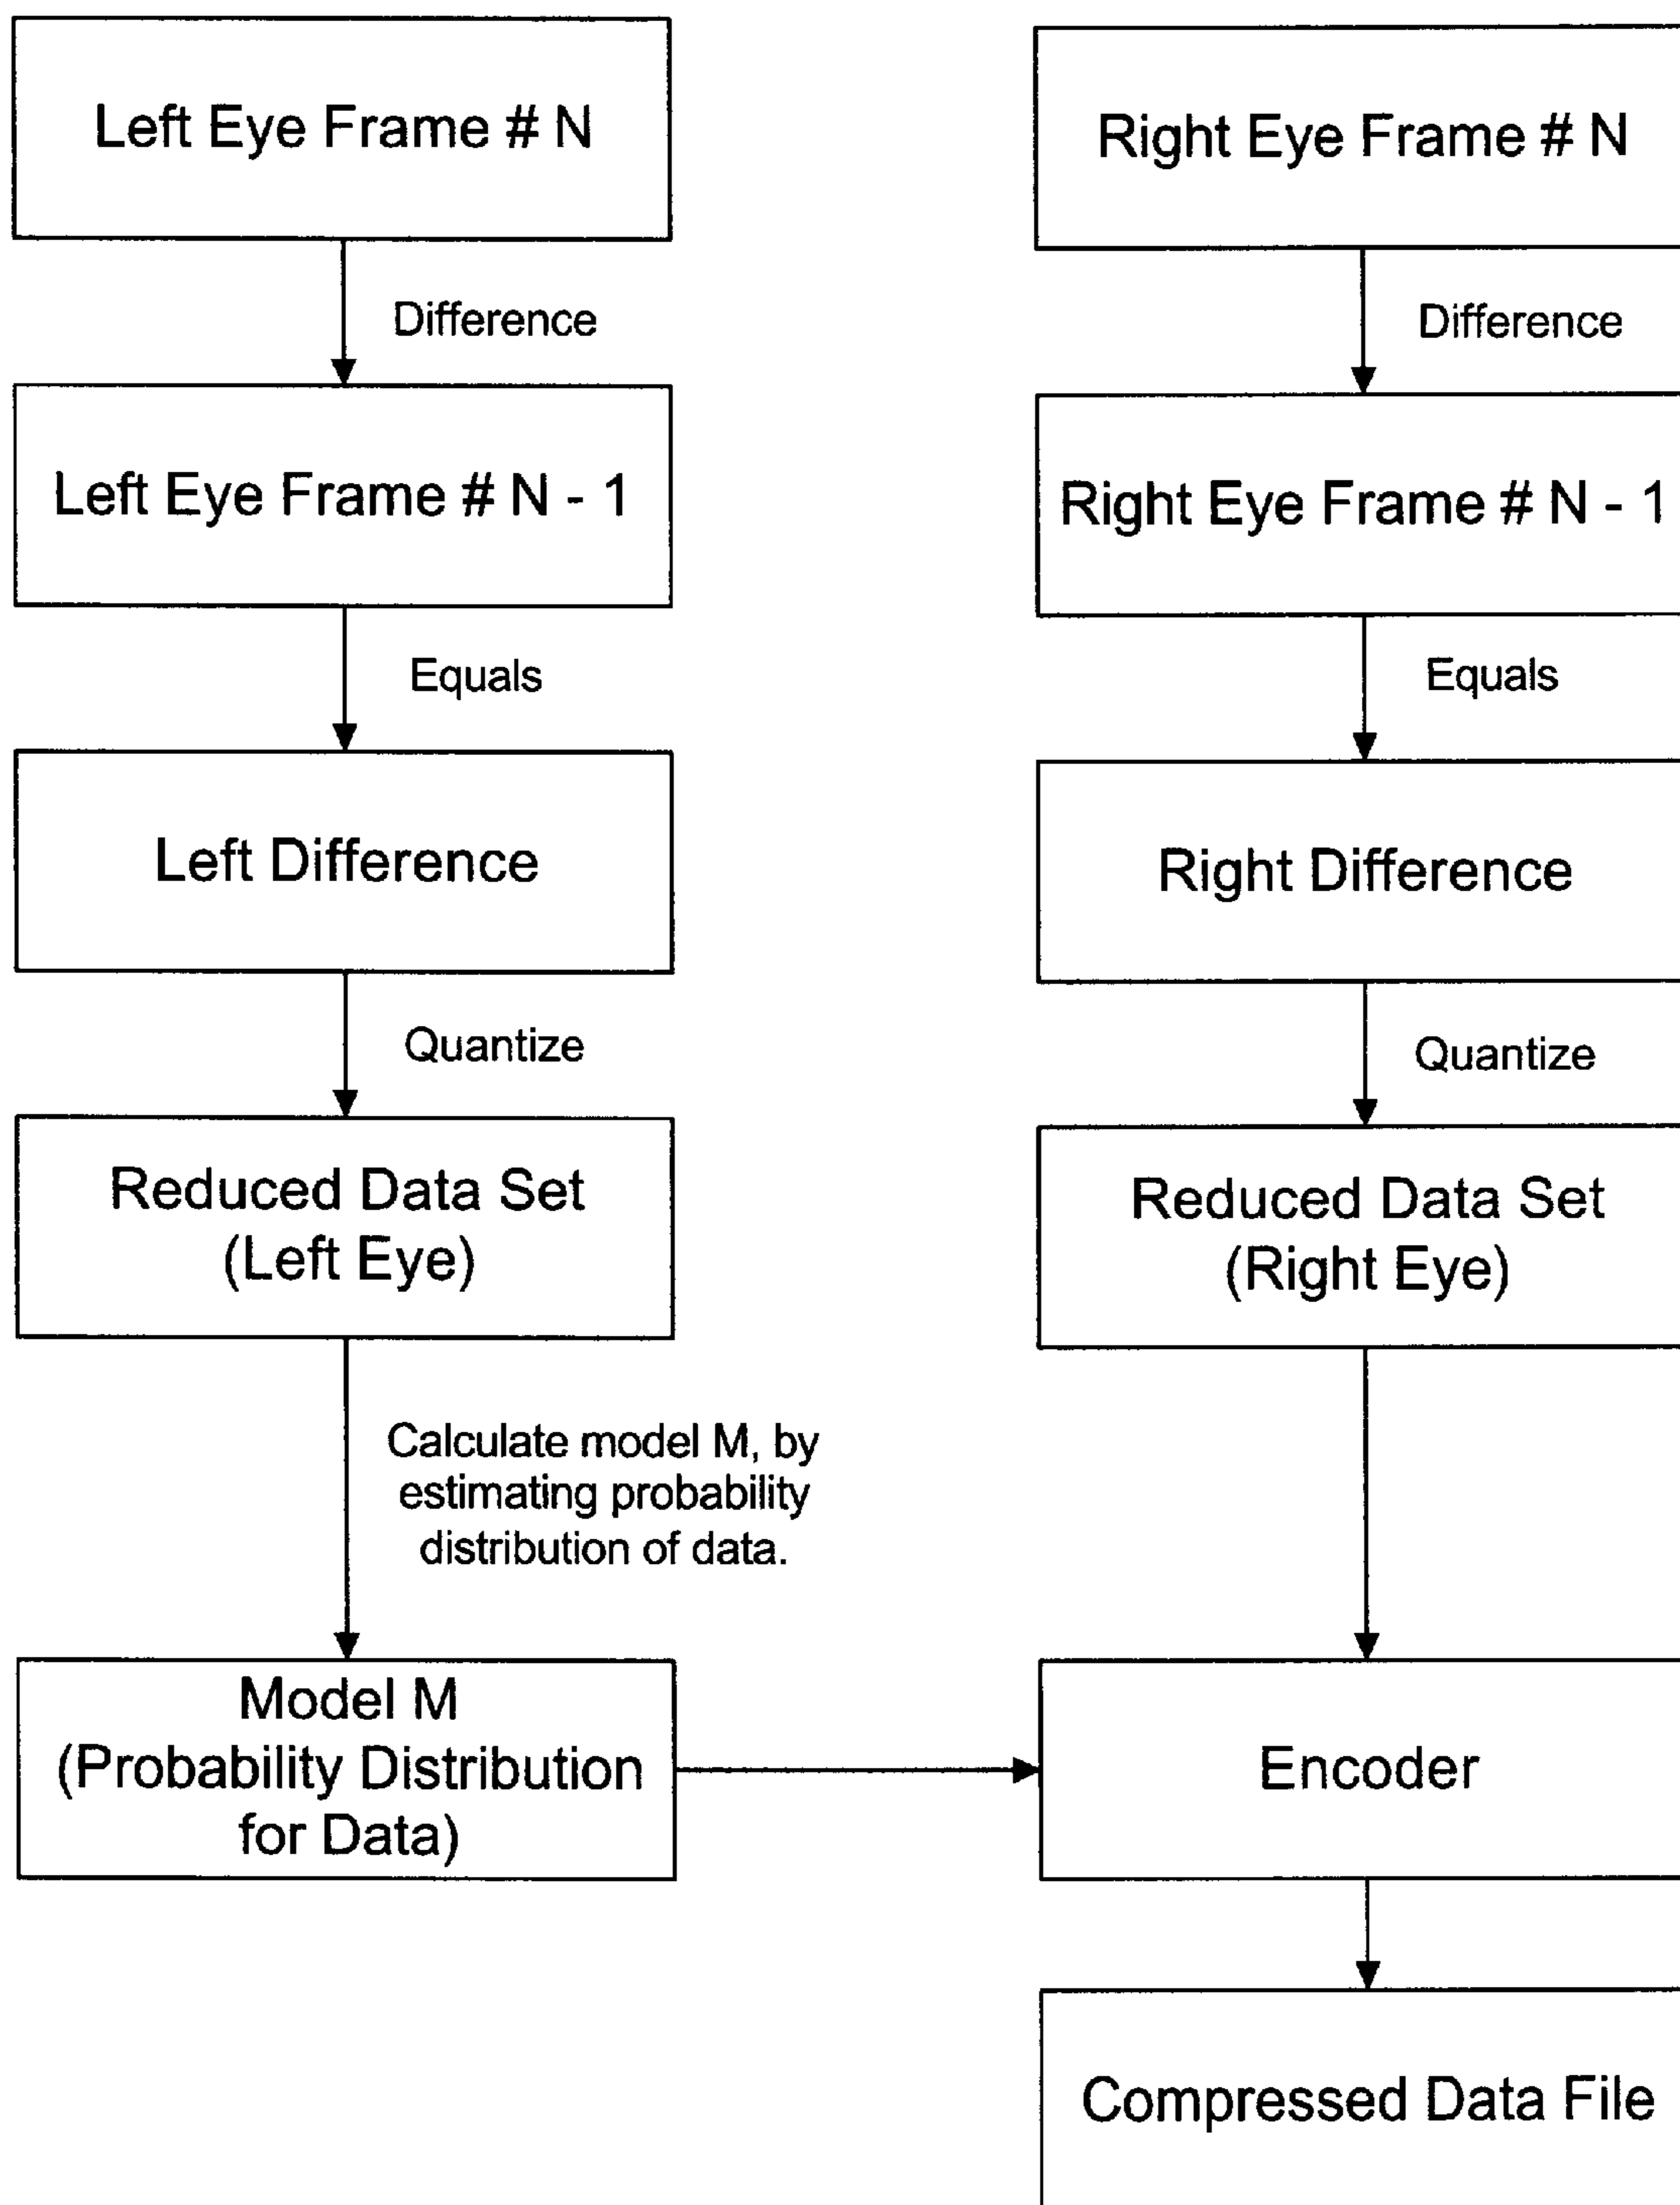 Left Eye Frame # N
Difference
Left Eye Frame # N - 1
Equals
Left Difference
Quantize
Reduced Data Set
(Left Eye)
Calculate model M, by
estimating probability
distribution of data.
Model M
(Probability Distribution
for Data)
Right Eye Frame # N
Difference
Right Eye Frame # N - 1
Equals
Right Difference
Quantize
Reduced Data Set
(Right Eye)
Encoder
Compressed Data File